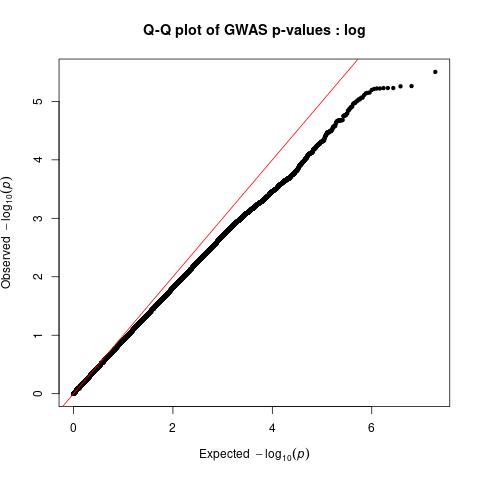 Q-Q plot of GWAS p-values : log
Observed −log₁₀(p)
5
4
3
2
1
0
0 2 4 6
Expected −log₁₀(p)